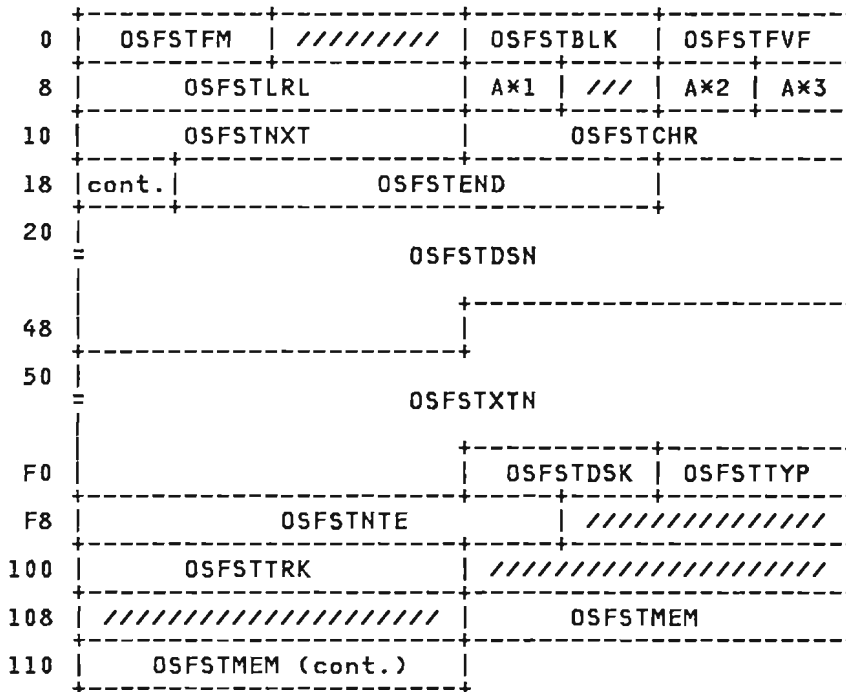 0 | OSFSTFM | ///////// | OSFSTBLK | OSFSTFVF
8 | OSFSTLRL | A*1 | /// | A*2 | A*3
10 | OSFSTNXT | OSFSTCHR
18 |cont.| OSFSTEND |
20
= OSFSTDSN
48
50
= OSFSTXTN
F0 | OSFSTDSK | OSFSTTYP
F8 | OSFSTNTE | ///////////////
100 | OSFSTTRK | /////////////////////
108 | ///////////////////// | OSFSTMEM
110 | OSFSTMEM (cont.) |